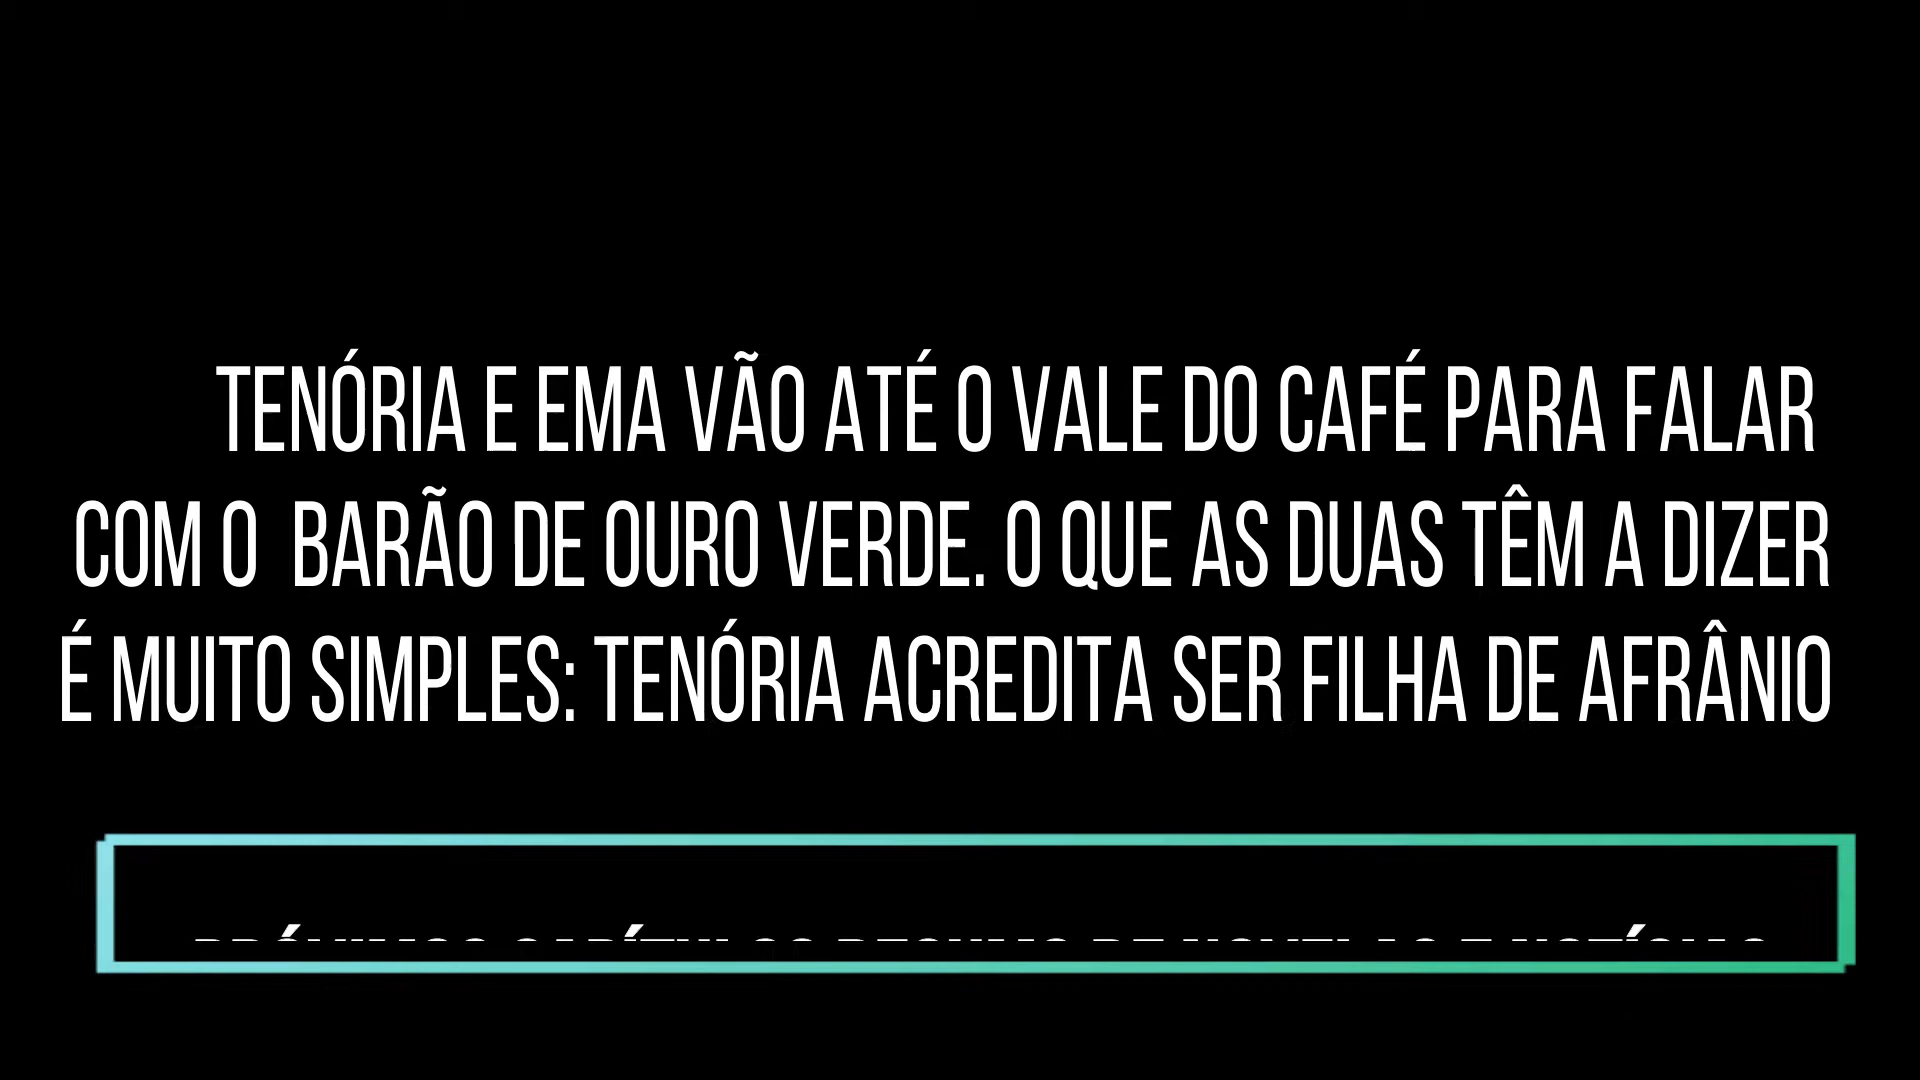 TENÓRIA E EMA VÃO ATÉ O VALE DO CAFÉ PARA FALAR
COM O  BARÃO DE OURO VERDE. O QUE AS DUAS TÊM A DIZER
É MUITO SIMPLES: TENÓRIA ACREDITA SER FILHA DE AFRÂNIO